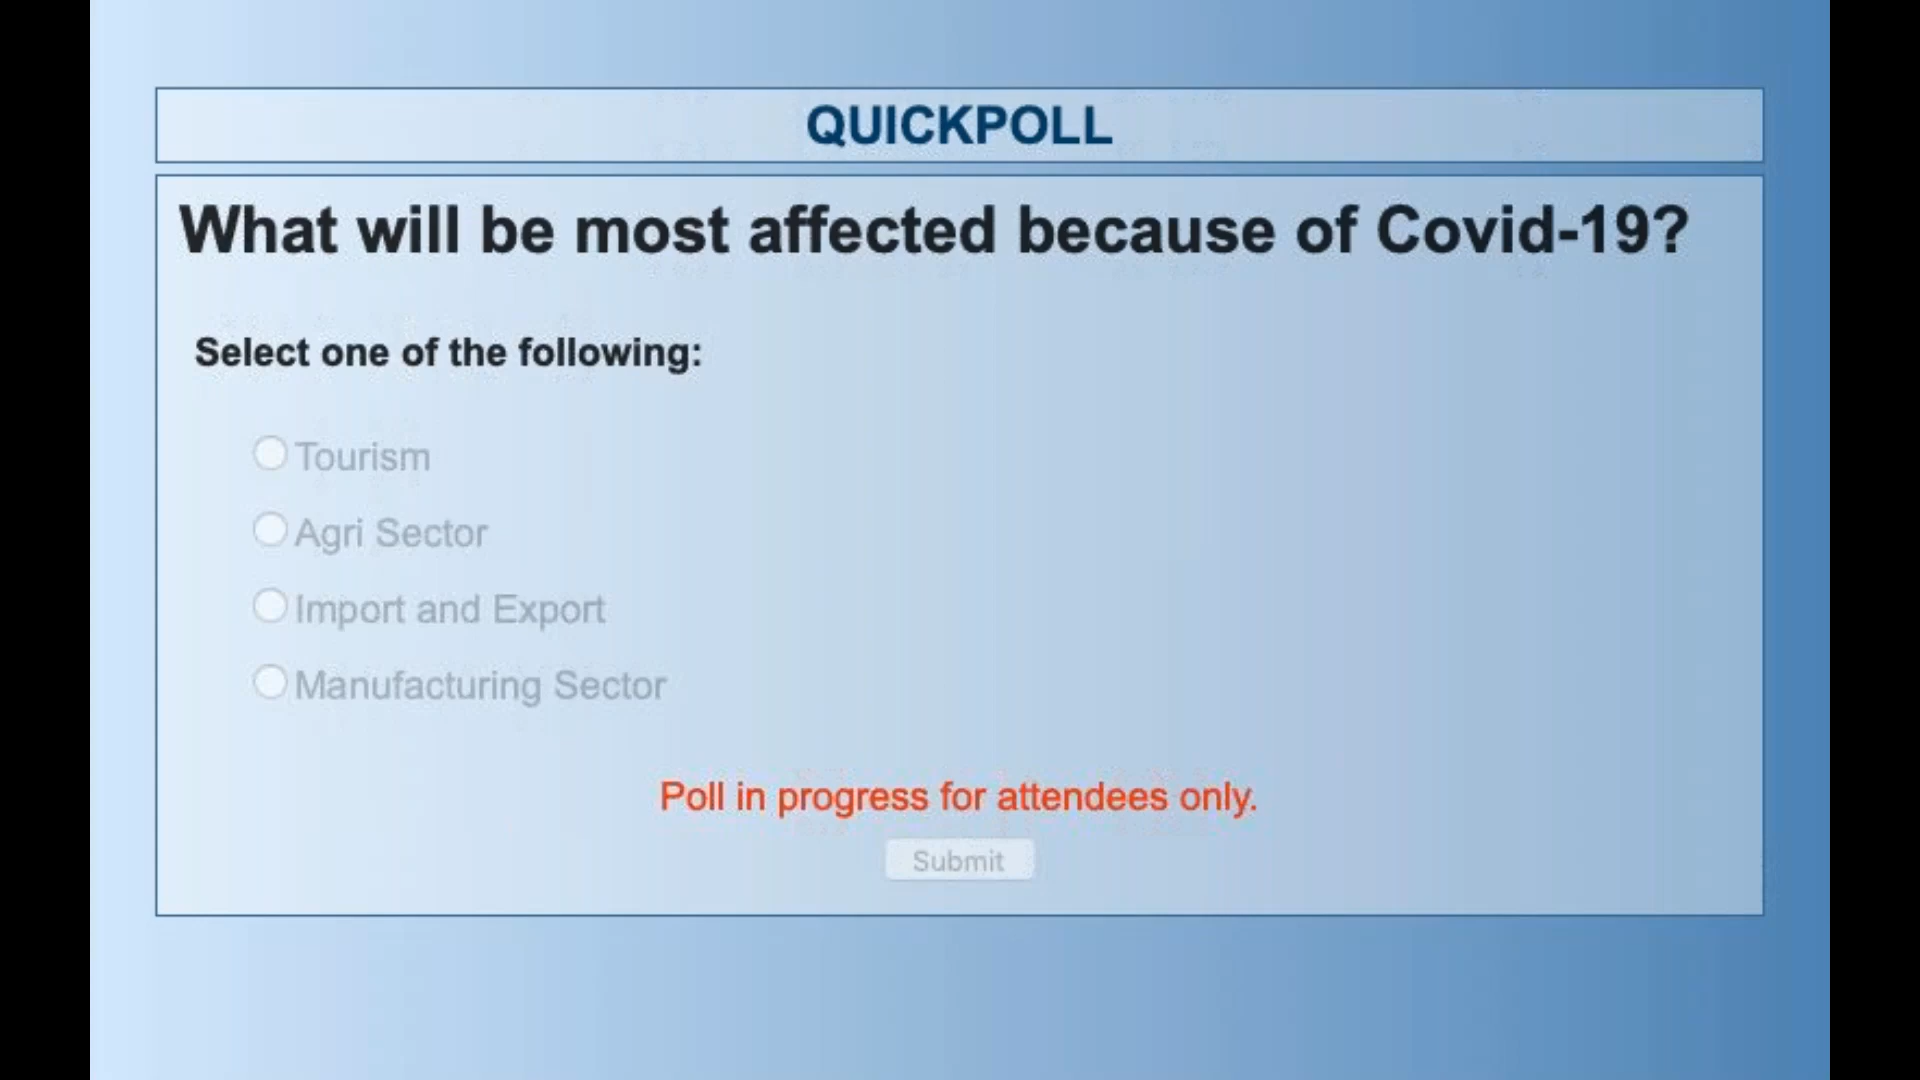 QUICKPOLL
What will be most affected because of Covid-19?
Select one of the following:
Tourism
Agri Sector
Import and Export
Manufacturing Sector
Poll in progress for attendees only.
Submit